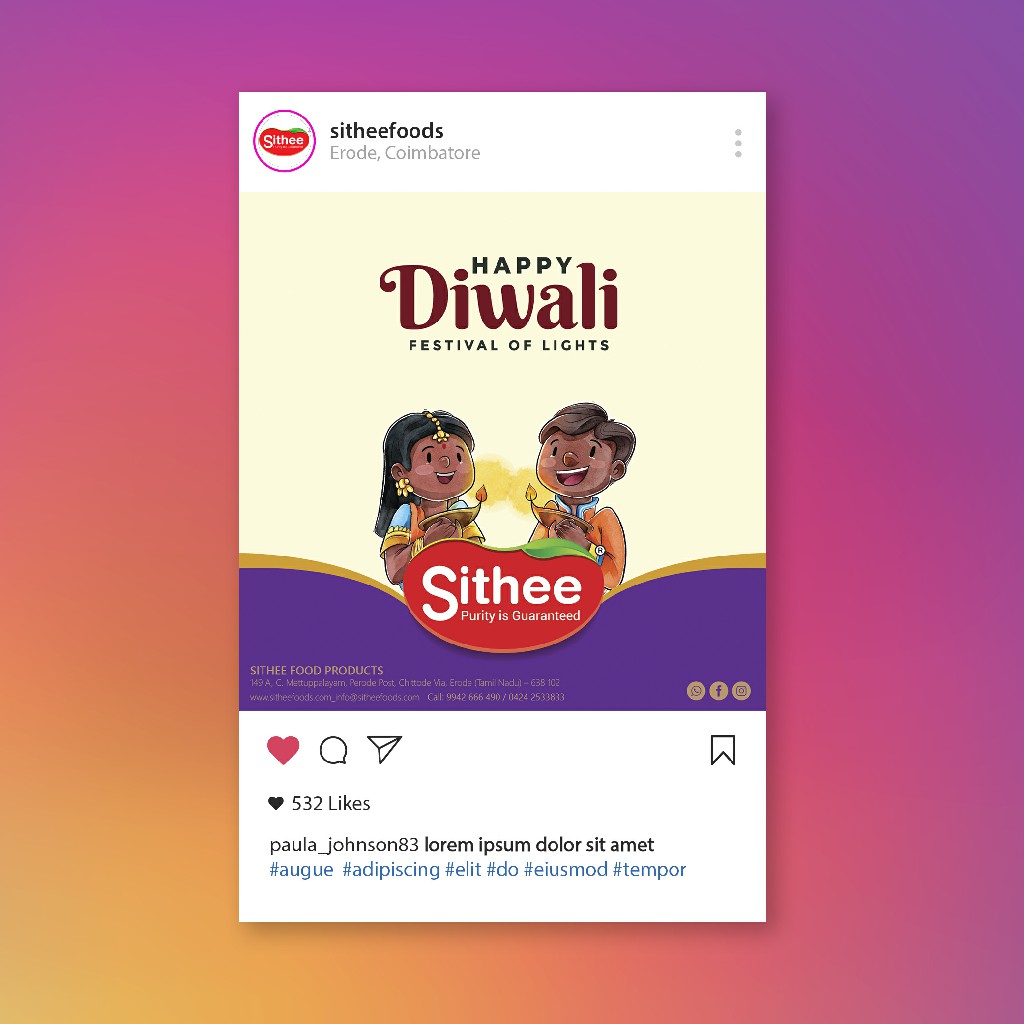 Sithee
sitheefoods
Erode, Coimbatore
HAPPY
Diwali
FESTIVAL OF LIGHTS
Sithee
®
Purity is Guaranteed
SITHEE FOOD PRODUCTS
149 A, C. Mettuppalayam, Perode Post, Chittode Via, Erode (Tamil Nadu) – 638 102
www.sitheefoods.com, info@sitheefoods.com Call: 9942 666 490 / 0424 2533833
532 Likes
paula_johnson83 lorem ipsum dolor sit amet
#augue #adipiscing #elit #do #eiusmod #tempor